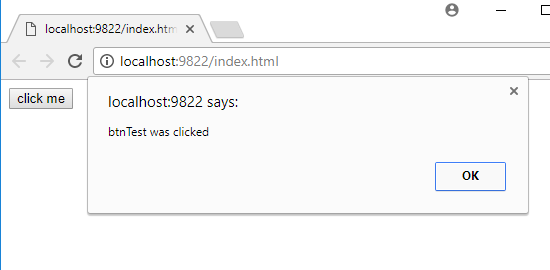 localhost:9822/index.htm
localhost:9822/index.html
click me
localhost:9822 says:
btnTest was clicked
OK